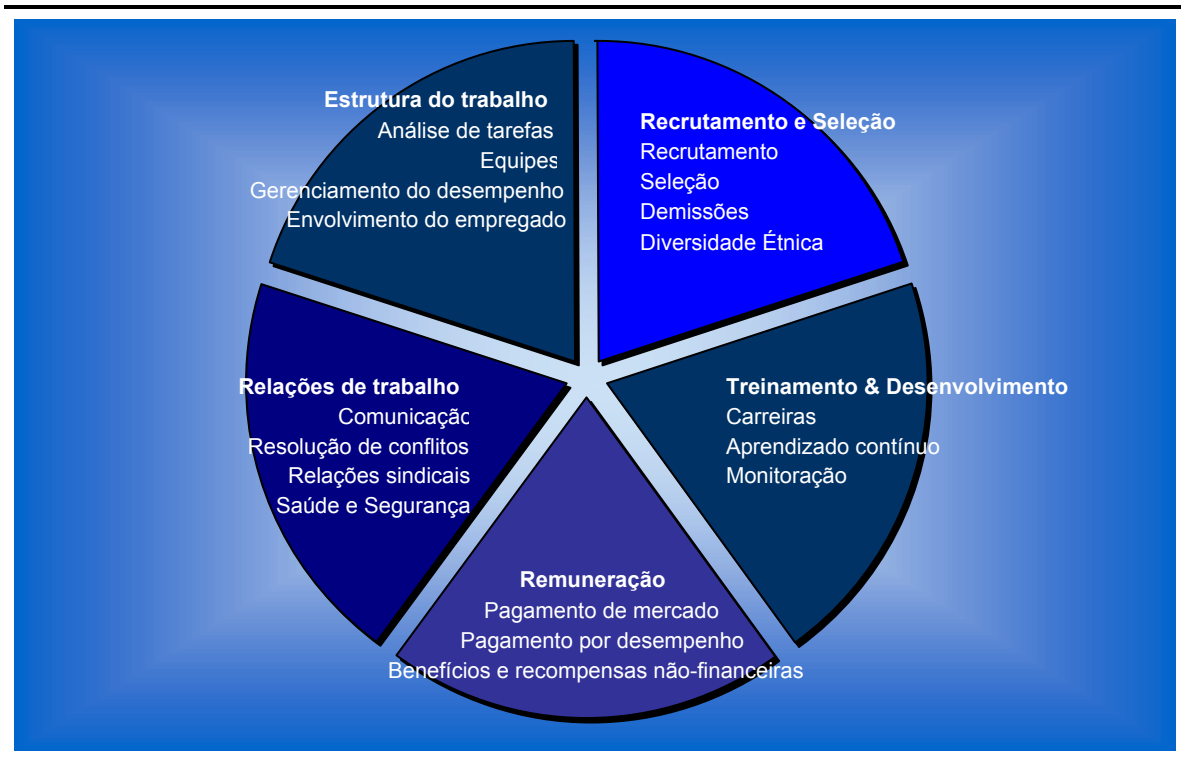 Estrutura do trabalho
Análise de tarefas
Equipes
Gerenciamento do desempenho
Envolvimento do empregado
Recrutamento e Seleção
Recrutamento
Seleção
Demissões
Diversidade Étnica
Relações de trabalho
Comunicação
Resolução de conflitos
Relações sindicais
Saúde e Segurança
Treinamento & Desenvolvimento
Carreiras
Aprendizado contínuo
Monitoração
Remuneração
Pagamento de mercado
Pagamento por desempenho
Benefícios e recompensas não-financeiras